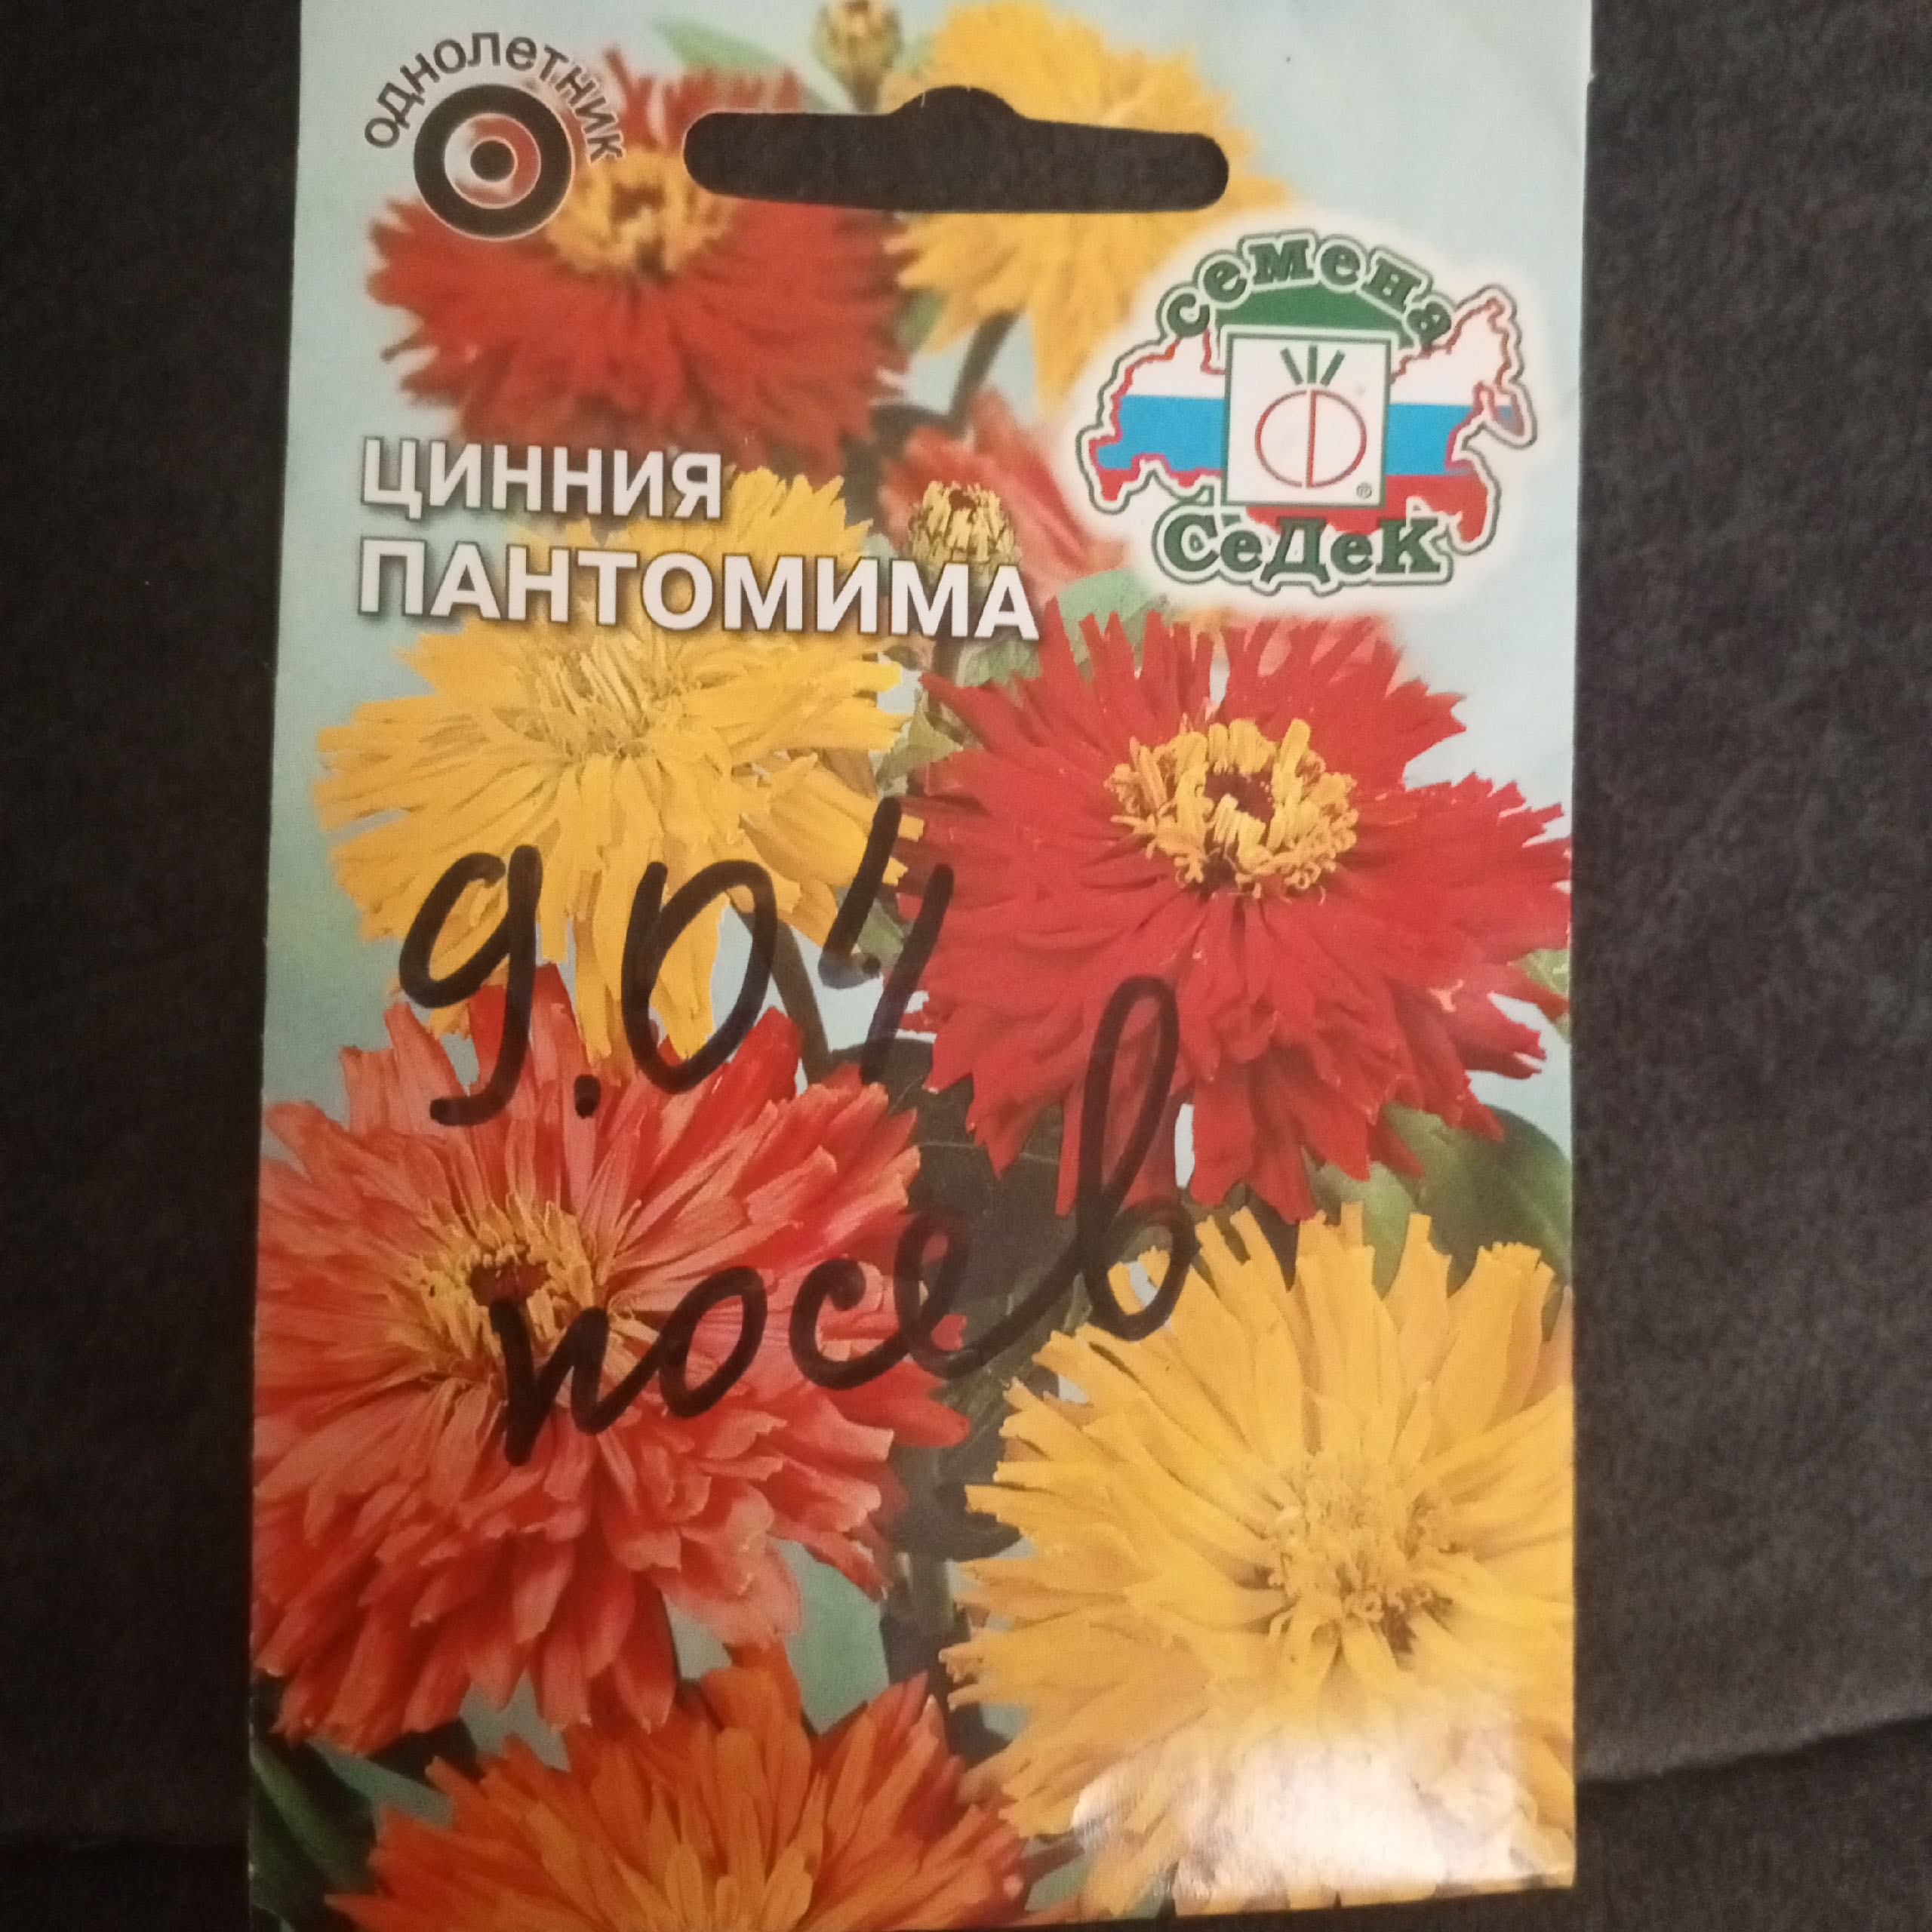 однолетник
семена
СеДеК
ЦИННИЯ
ПАНТОМИМА
9.04
посев